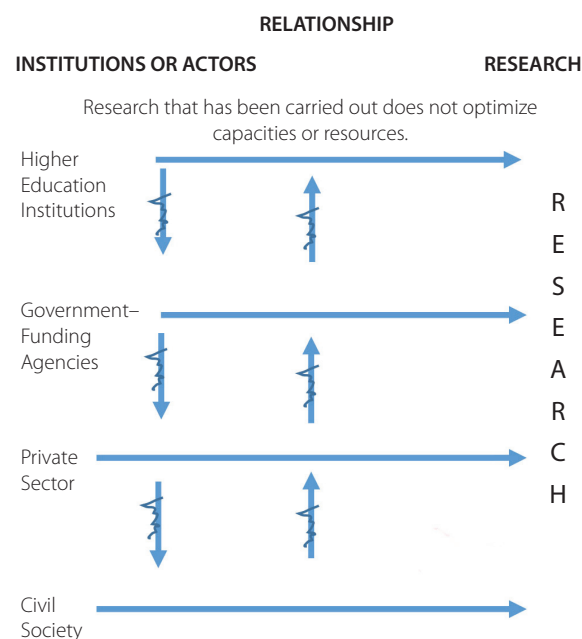 RELATIONSHIP
INSTITUTIONS OR ACTORS
RESEARCH
Research that has been carried out does not optimize
capacities or resources.
Higher
Education
Institutions
Government–
Funding
Agencies
Private
Sector
Civil
Society
R
E
S
E
A
R
C
H